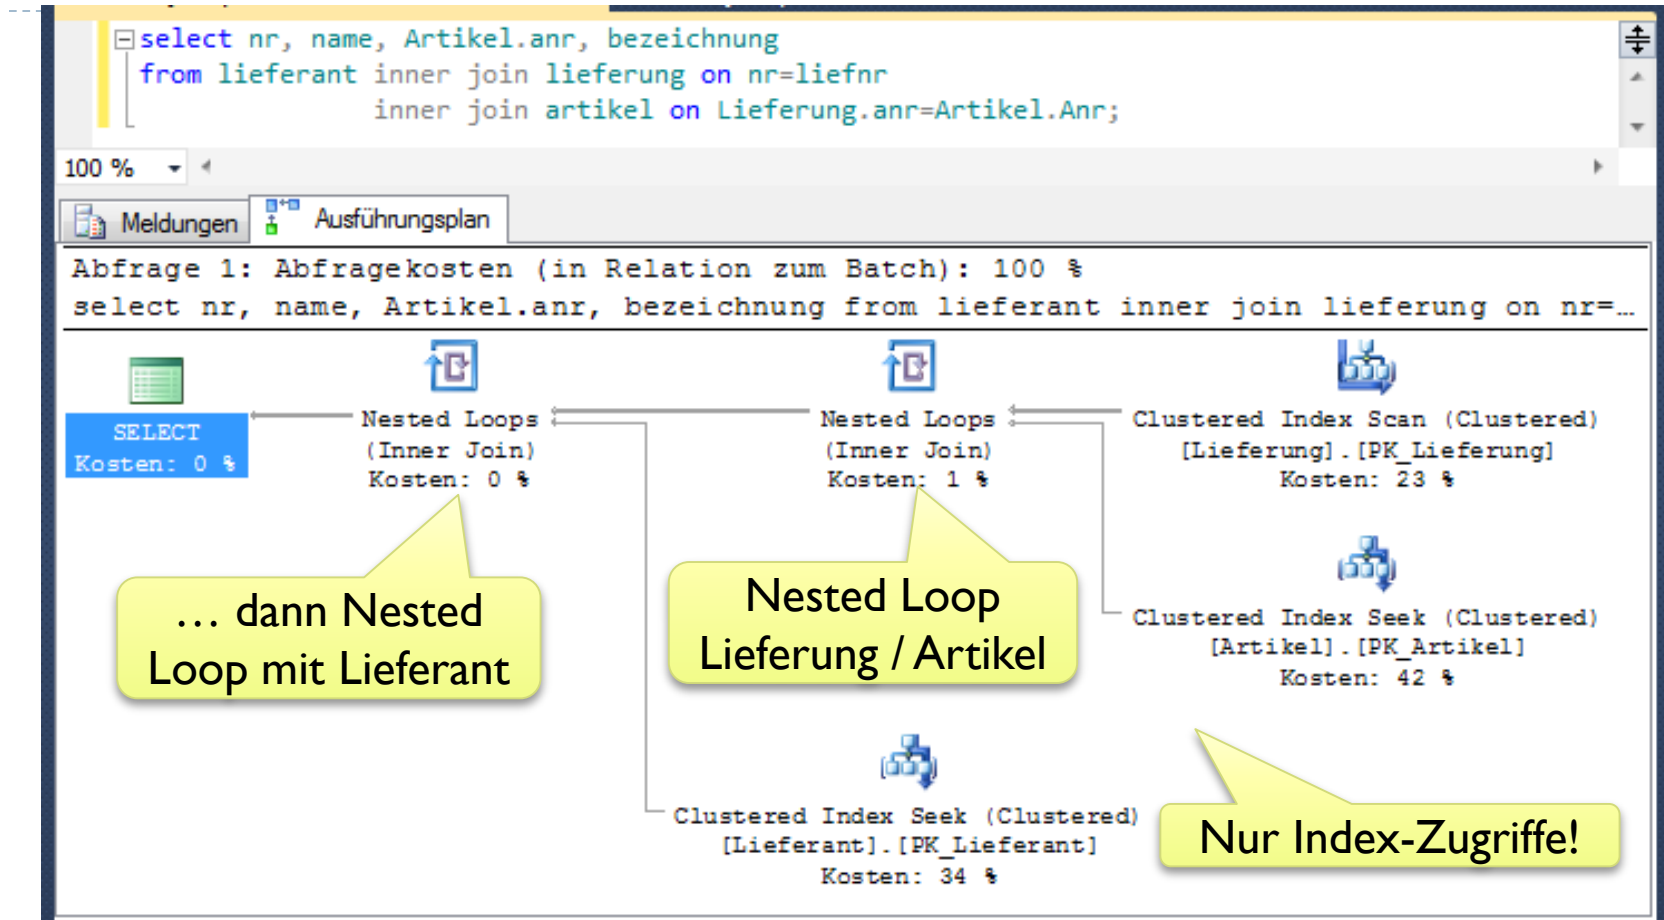 select nr, name, Artikel.anr, bezeichnung
from lieferant inner join lieferung on nr=liefnr
inner join artikel on Lieferung.anr=Artikel.Anr;
100 %
Meldungen
Ausführungsplan
Abfrage 1: Abfragekosten (in Relation zum Batch): 100 %
select nr, name, Artikel.anr, bezeichnung from lieferant inner join lieferung on nr=…
SELECT
Kosten: 0 %
Nested Loops
(Inner Join)
Kosten: 0 %
Nested Loops
(Inner Join)
Kosten: 1 %
Clustered Index Scan (Clustered)
[Lieferung].[PK_Lieferung]
Kosten: 23 %
… dann Nested
Loop mit Lieferant
Nested Loop
Lieferung / Artikel
Clustered Index Seek (Clustered)
[Artikel].[PK_Artikel]
Kosten: 42 %
Clustered Index Seek (Clustered)
[Lieferant].[PK_Lieferant]
Kosten: 34 %
Nur Index-Zugriffe!